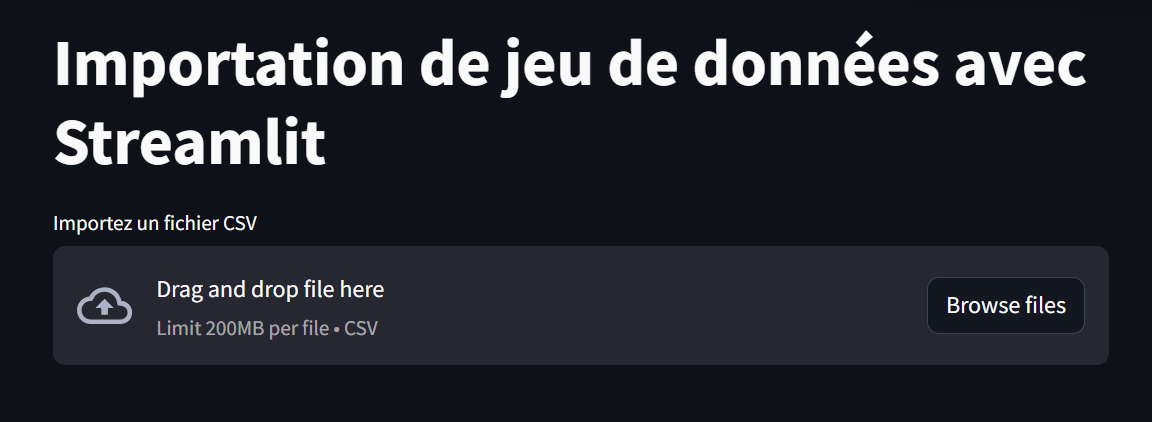 Importation de jeu de données avec
Streamlit
Importez un fichier CSV
Drag and drop file here
Limit 200MB per file • CSV
Browse files